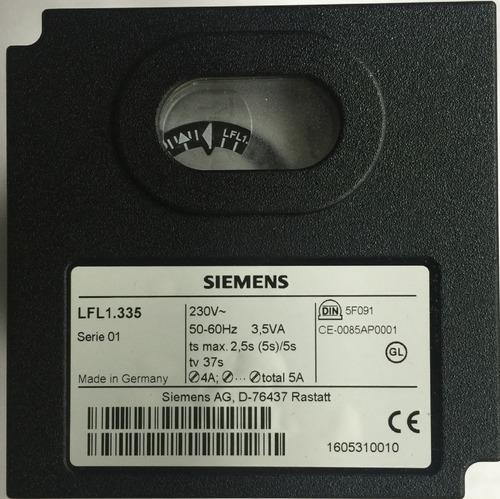 LFL1.
SIEMENS
LFL1.335
Serie 01
Made in Germany
230V~
50-60Hz 3,5VA
ts max. 2,5s (5s)/5s
tv 37s
⊘4A; ⊘···⊘total 5A
DIN 5F091
CE-0085AP0001
GL
Siemens AG, D-76437 Rastatt
CE
1605310010